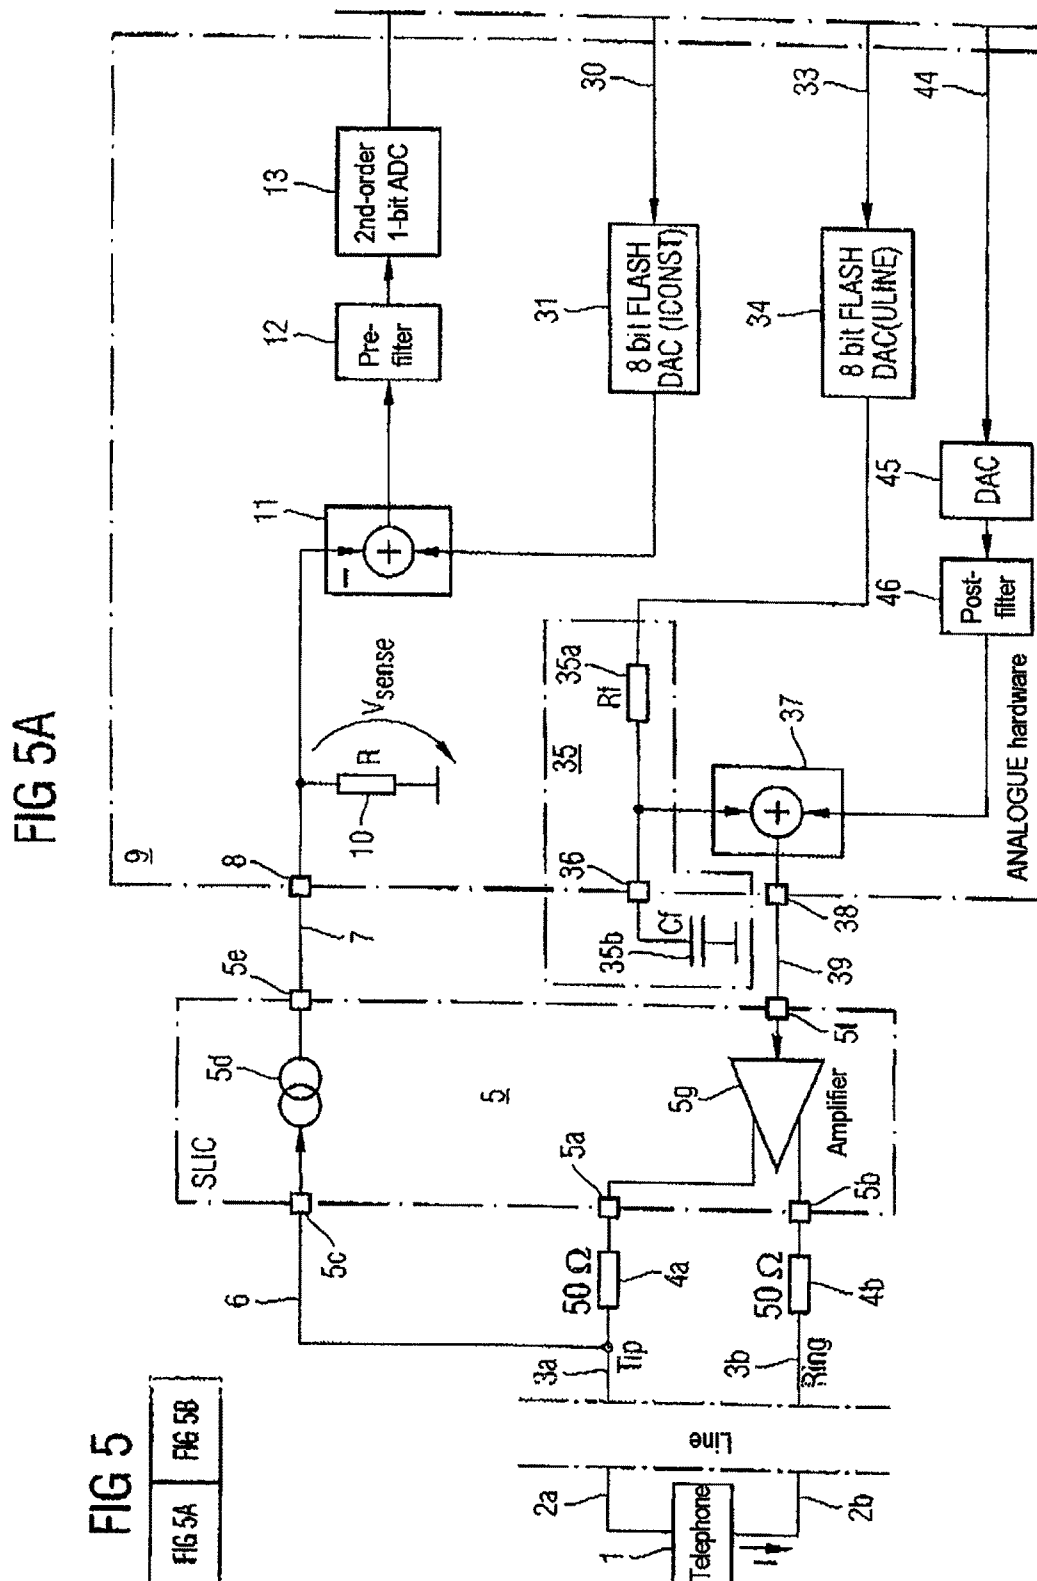 FIG 5A
FIG 5
FIG 5A
FIG 5B
9
13
2nd-order
1-bit ADC
12
Pre-
filter
11
−
+
Vsense
R
10
8
7
5e
5d
SLIC
5
5c
6
30
31
8 bit FLASH
DAC (ICONST)
33
34
8 bit FLASH
DAC(ULINE)
44
45
DAC
46
Post-
filter
35
35a
Rf
36
35b
Cf
37
+
38
39
ANALOGUE hardware
5f
5g
Amplifier
5a
5b
50 Ω
4a
50 Ω
4b
3a
Tip
3b
Ring
Line
2a
2b
1
Telephone
I